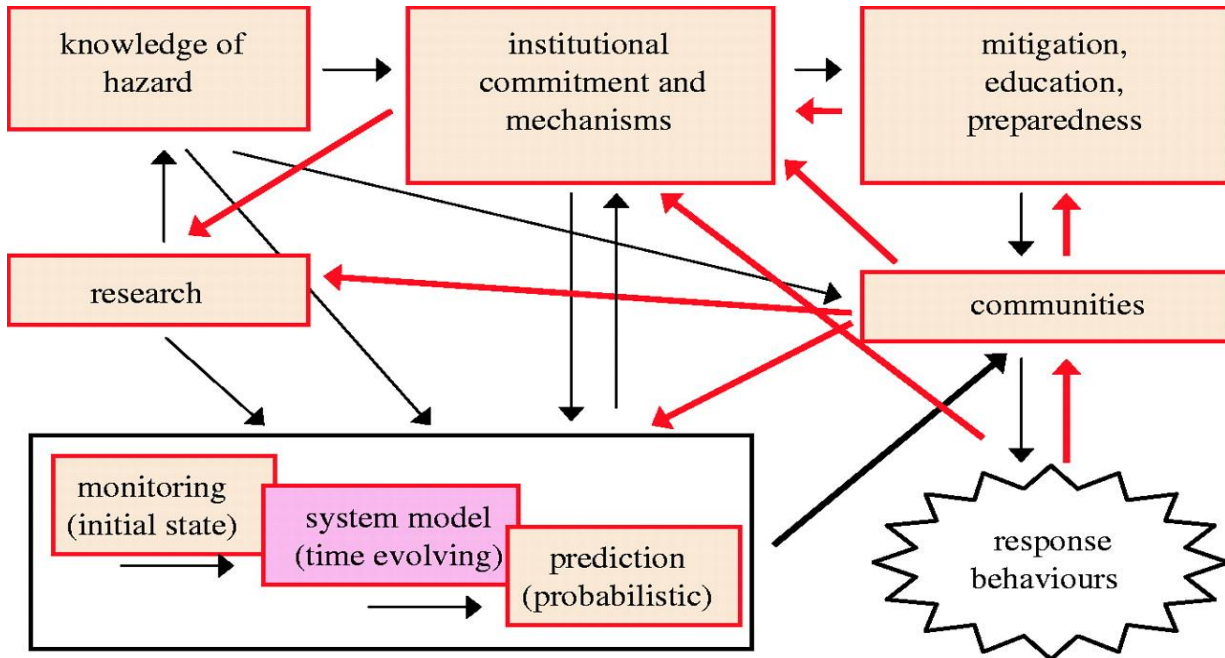 knowledge of
hazard
institutional
commitment and
mechanisms
mitigation,
education,
preparedness
research
communities
monitoring
(initial state)
system model
(time evolving)
prediction
(probabilistic)
response
behaviours